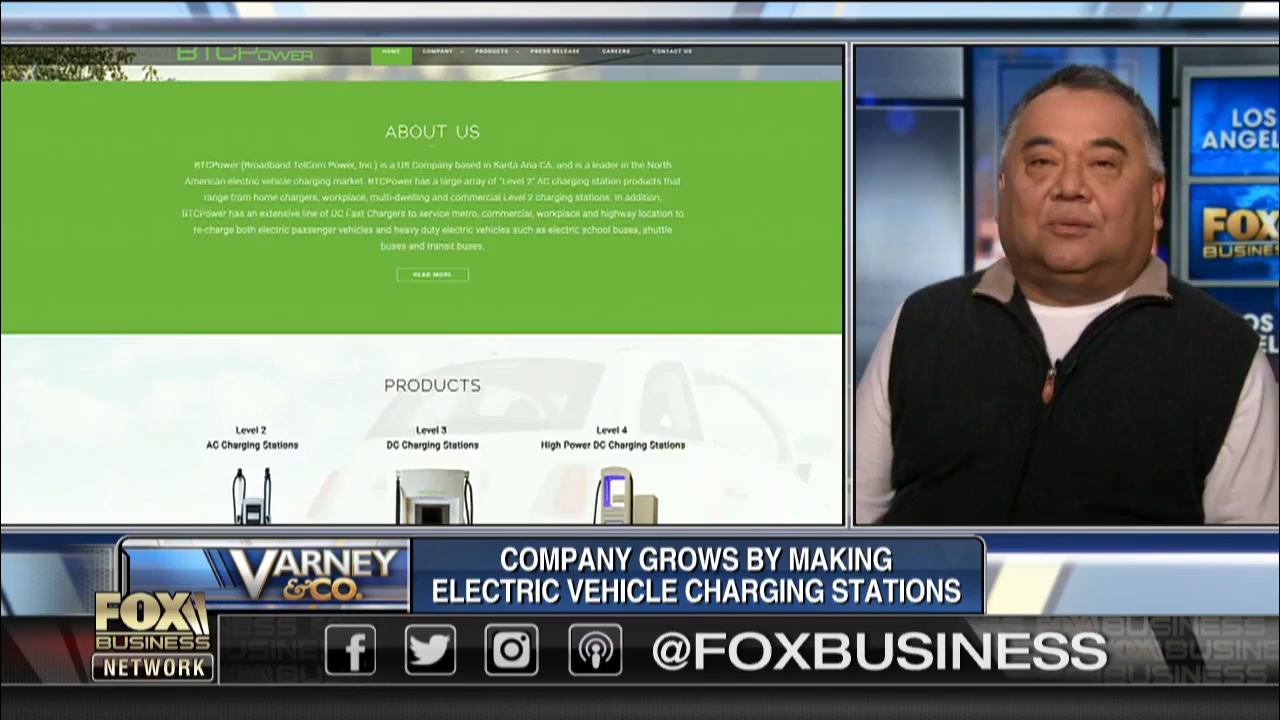 BTCPOWER
HOME COMPANY PRODUCTS PRESS RELEASE CAREERS CONTACT US
ABOUT US
BTCPower (Broadband TelCom Power, Inc.) is a US Company based in Santa Ana CA. and is a leader in the North
American electric vehicle charging market. BTCPower has a large array of "Level 2" AC charging station products that
range from home chargers, workplace, multi-dwelling and commercial Level 2 charging stations. In addition,
BTCPower has an extensive line of DC Fast Chargers to service metro, commercial, workplace and highway location to
re-charge both electric passenger vehicles and heavy duty electric vehicles such as electric school buses, shuttle
buses and transit buses.
READ MORE
PRODUCTS
Level 2
AC Charging Stations
Level 3
DC Charging Stations
Level 4
High Power DC Charging Stations
LOS
ANGEL
FOX
BUSINES
VARNEY
& CO.
COMPANY GROWS BY MAKING
ELECTRIC VEHICLE CHARGING STATIONS
FOX
BUSINESS
NETWORK
@FOXBUSINESS